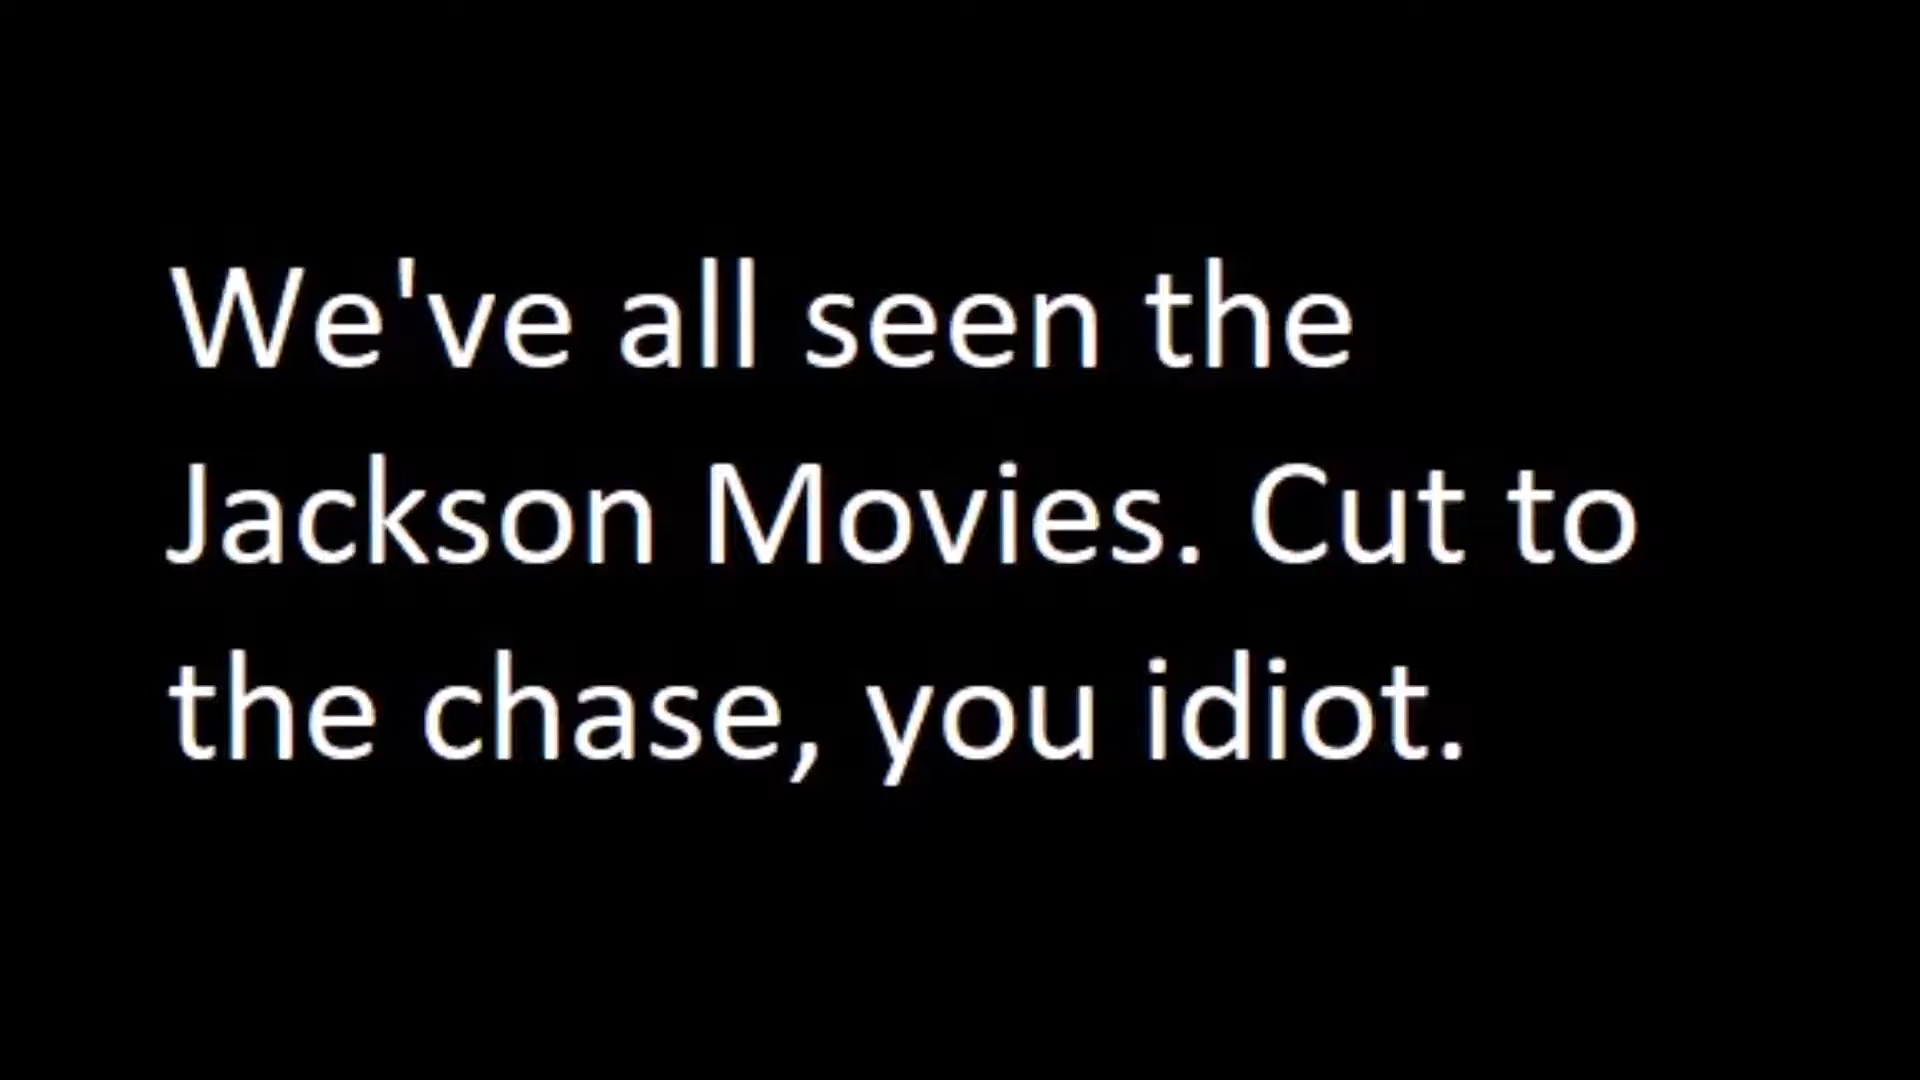 We've all seen the
Jackson Movies. Cut to
the chase, you idiot.